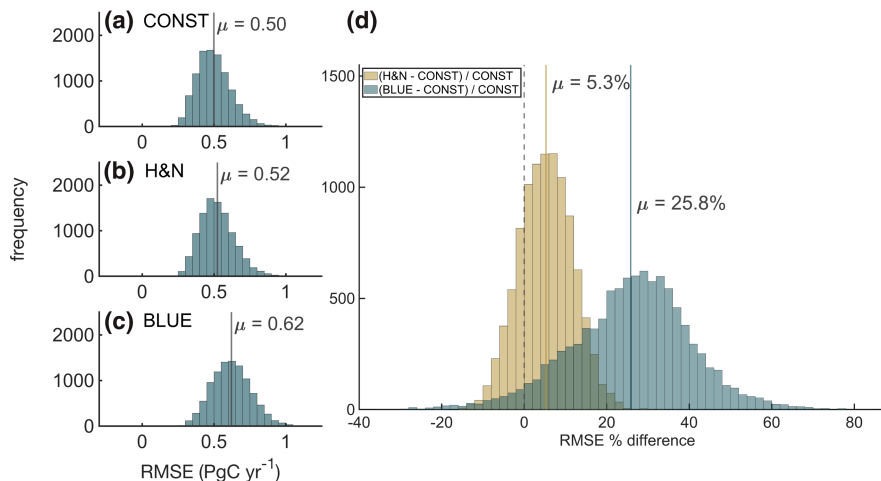 (a) CONST
μ = 0.50
2000
1000
0
0
0.5
1
(b) H&N
μ = 0.52
2000
1000
0
0
0.5
1
(c) BLUE
μ = 0.62
2000
1000
0
0
0.5
1
frequency
RMSE (PgC yr⁻¹)
(d)
(H&N - CONST) / CONST
(BLUE - CONST) / CONST
μ = 5.3%
μ = 25.8%
1500
1000
500
0
-40
-20
0
20
40
60
80
RMSE % difference